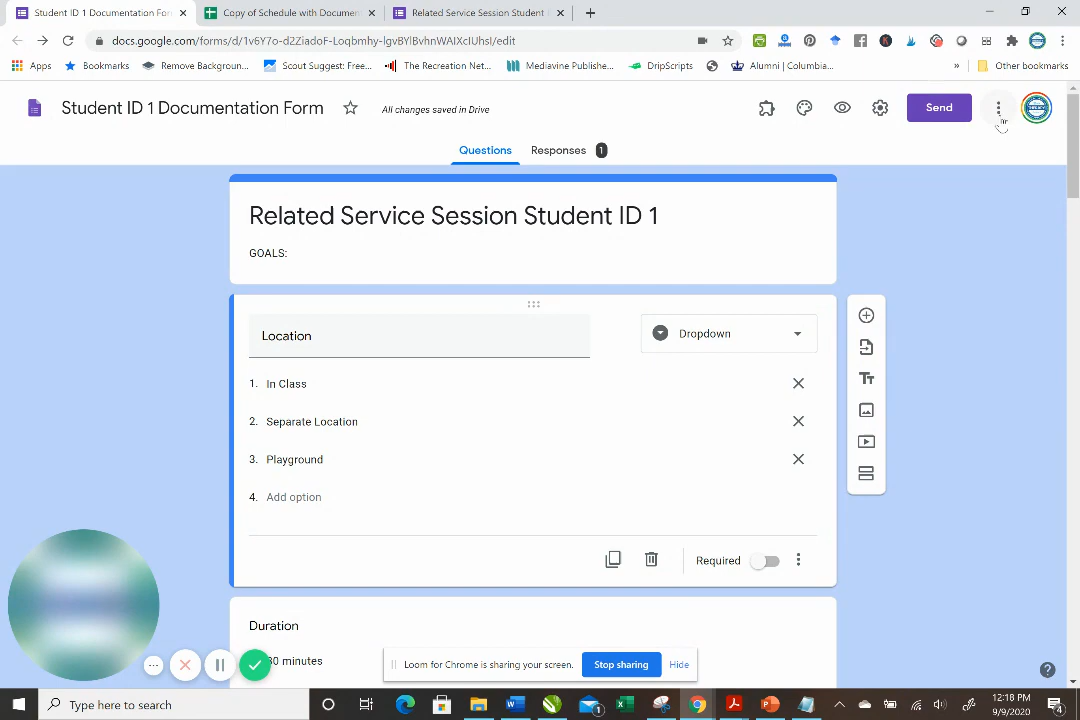 Student ID 1 Documentation Forn
Copy of Schedule with Documen
Related Service Session Student
docs.google.com/forms/d/1v6Y7o-d2ZiadoF-Loqbmhy-lgvBYlBvhnWAIXcIUhsI/edit
Apps
Bookmarks
Remove Backgroun...
Scout Suggest: Free...
The Recreation Net...
Mediavine Publishe...
DripScripts
Alumni | Columbia...
»
Other bookmarks
Student ID 1 Documentation Form
All changes saved in Drive
Send
Questions
Responses 1
Related Service Session Student ID 1
GOALS:
Location
Dropdown
1. In Class
2. Separate Location
3. Playground
4. Add option
Required
Duration
30 minutes
Loom for Chrome is sharing your screen.
Stop sharing
Hide
Type here to search
12:18 PM
9/9/2020